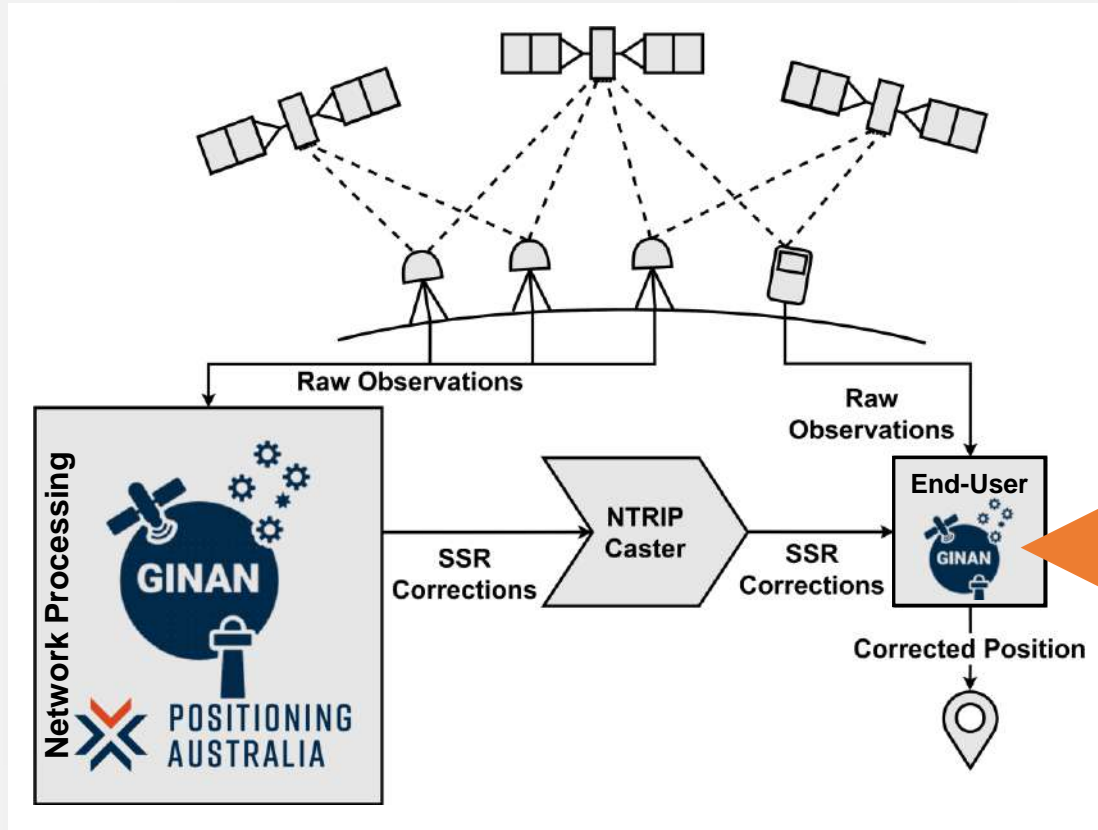 Raw Observations
Raw
Observations
Network Processing
GINAN
POSITIONING
AUSTRALIA
SSR
Corrections
NTRIP
Caster
SSR
Corrections
End-User
GINAN
Corrected Position